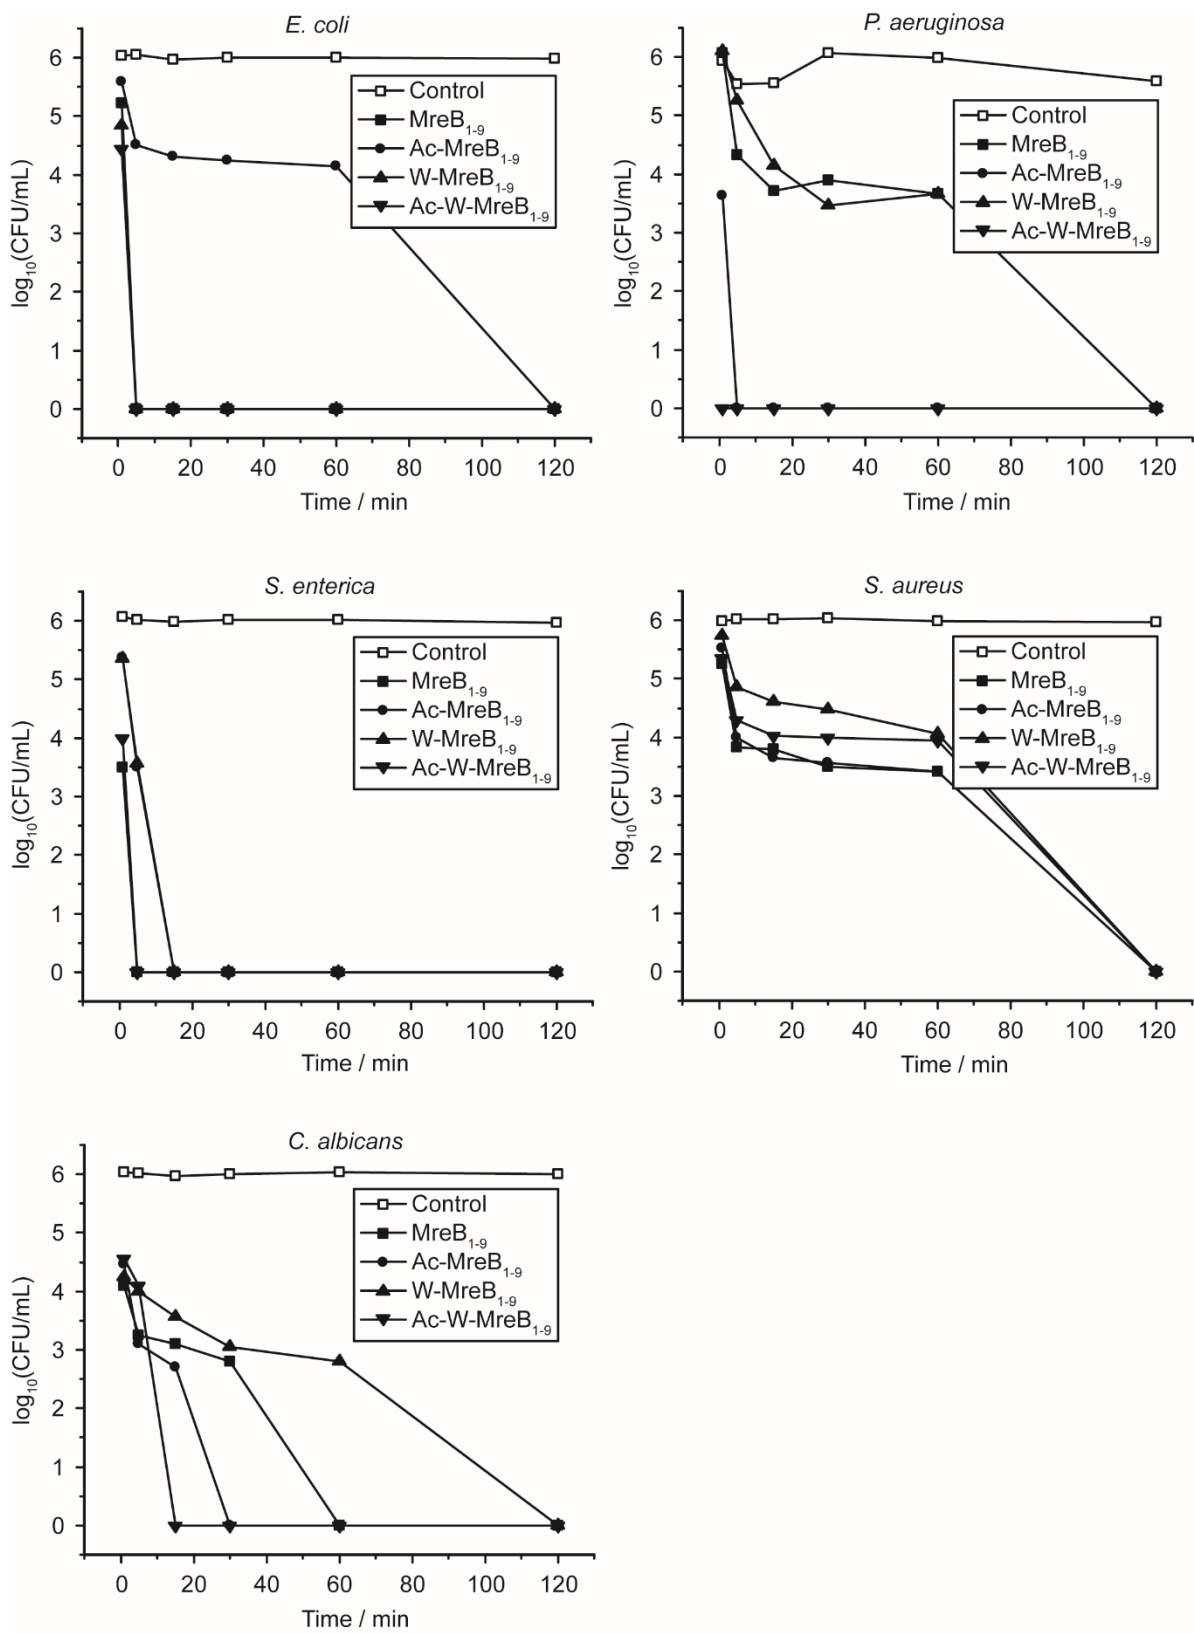 E. coli
log10(CFU/mL)
6
5
4
3
2
1
0
Control
MreB1-9
Ac-MreB1-9
W-MreB1-9
Ac-W-MreB1-9
0 20 40 60 80 100 120
Time / min
P. aeruginosa
log10(CFU/mL)
6
5
4
3
2
1
0
Control
MreB1-9
Ac-MreB1-9
W-MreB1-9
Ac-W-MreB1-9
0 20 40 60 80 100 120
Time / min
S. enterica
log10(CFU/mL)
6
5
4
3
2
1
0
Control
MreB1-9
Ac-MreB1-9
W-MreB1-9
Ac-W-MreB1-9
0 20 40 60 80 100 120
Time / min
S. aureus
log10(CFU/mL)
6
5
4
3
2
1
0
Control
MreB1-9
Ac-MreB1-9
W-MreB1-9
Ac-W-MreB1-9
0 20 40 60 80 100 120
Time / min
C. albicans
log10(CFU/mL)
6
5
4
3
2
1
0
Control
MreB1-9
Ac-MreB1-9
W-MreB1-9
Ac-W-MreB1-9
0 20 40 60 80 100 120
Time / min